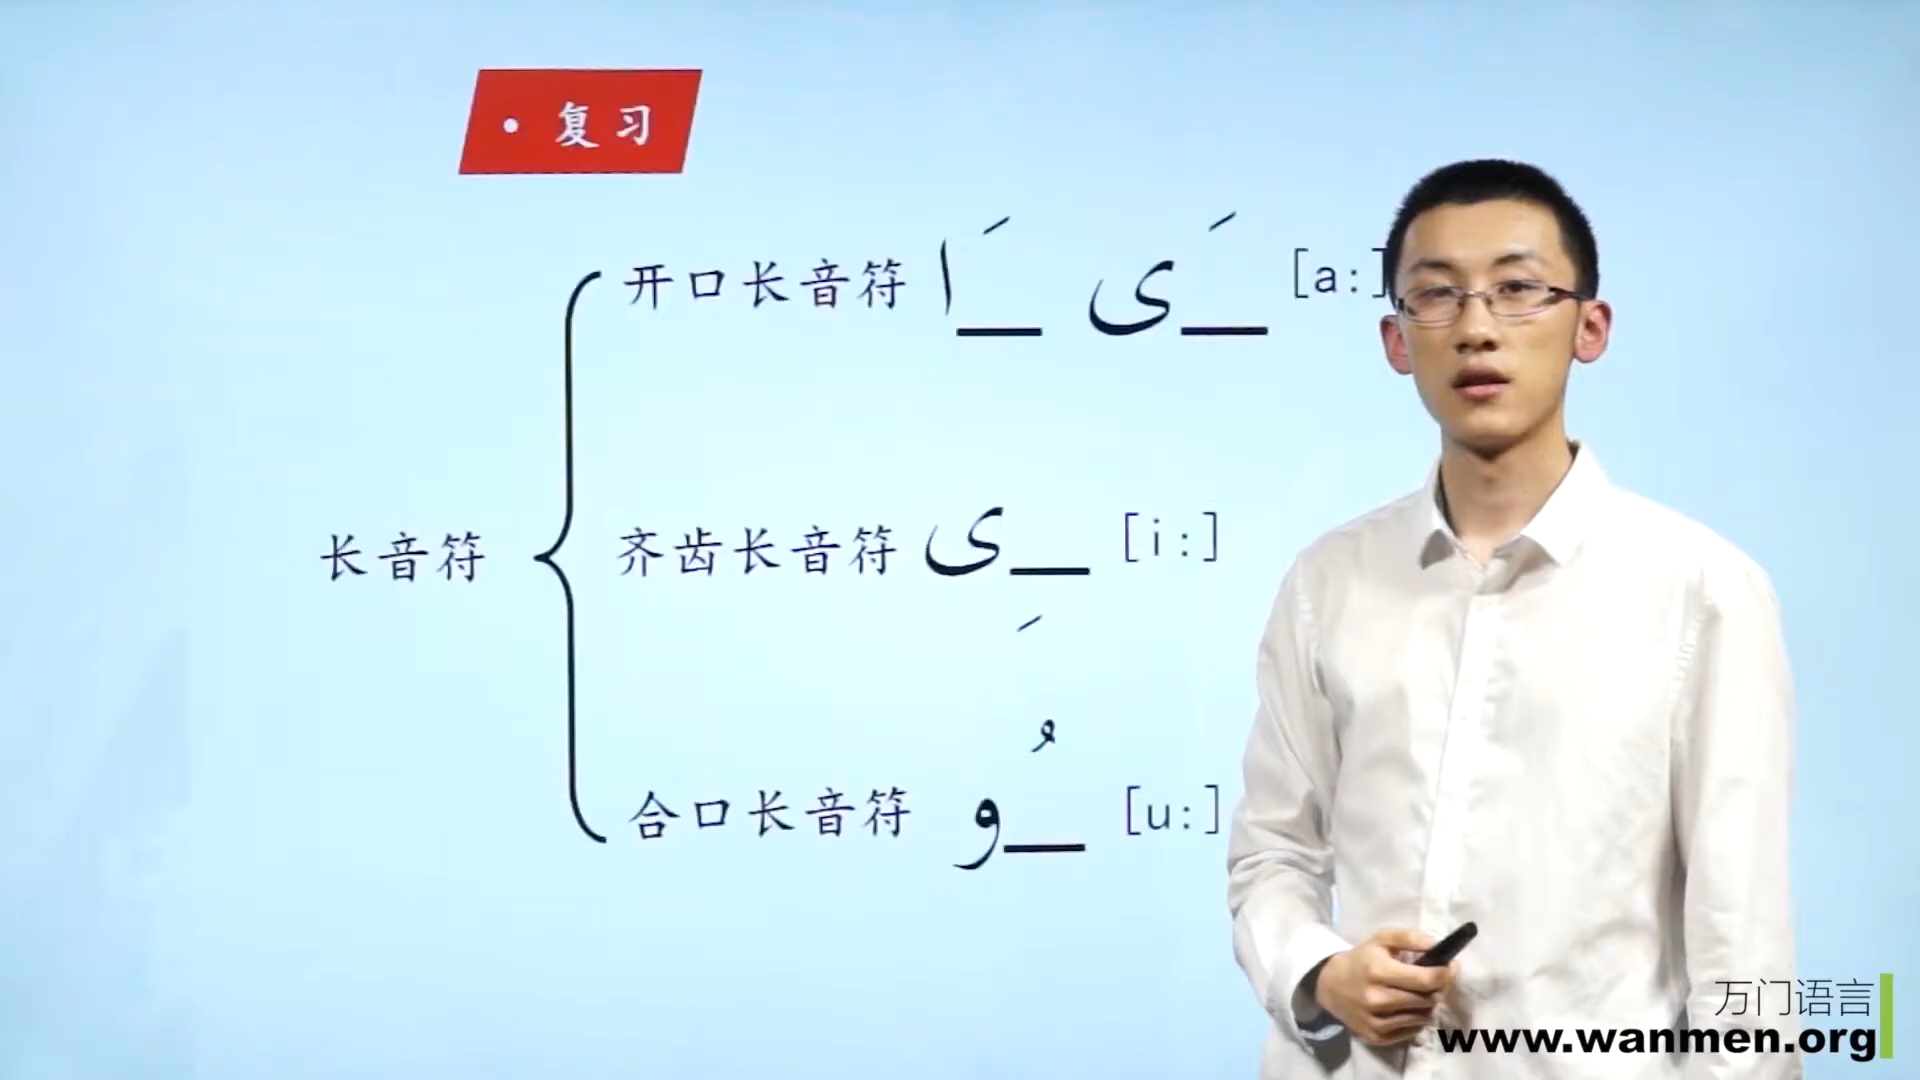 • 复习
开口长音符 ـَا ـَى [a:]
长音符
齐齿长音符 ـِى [i:]
合口长音符 ـُو [u:]
万门语言
www.wanmen.org